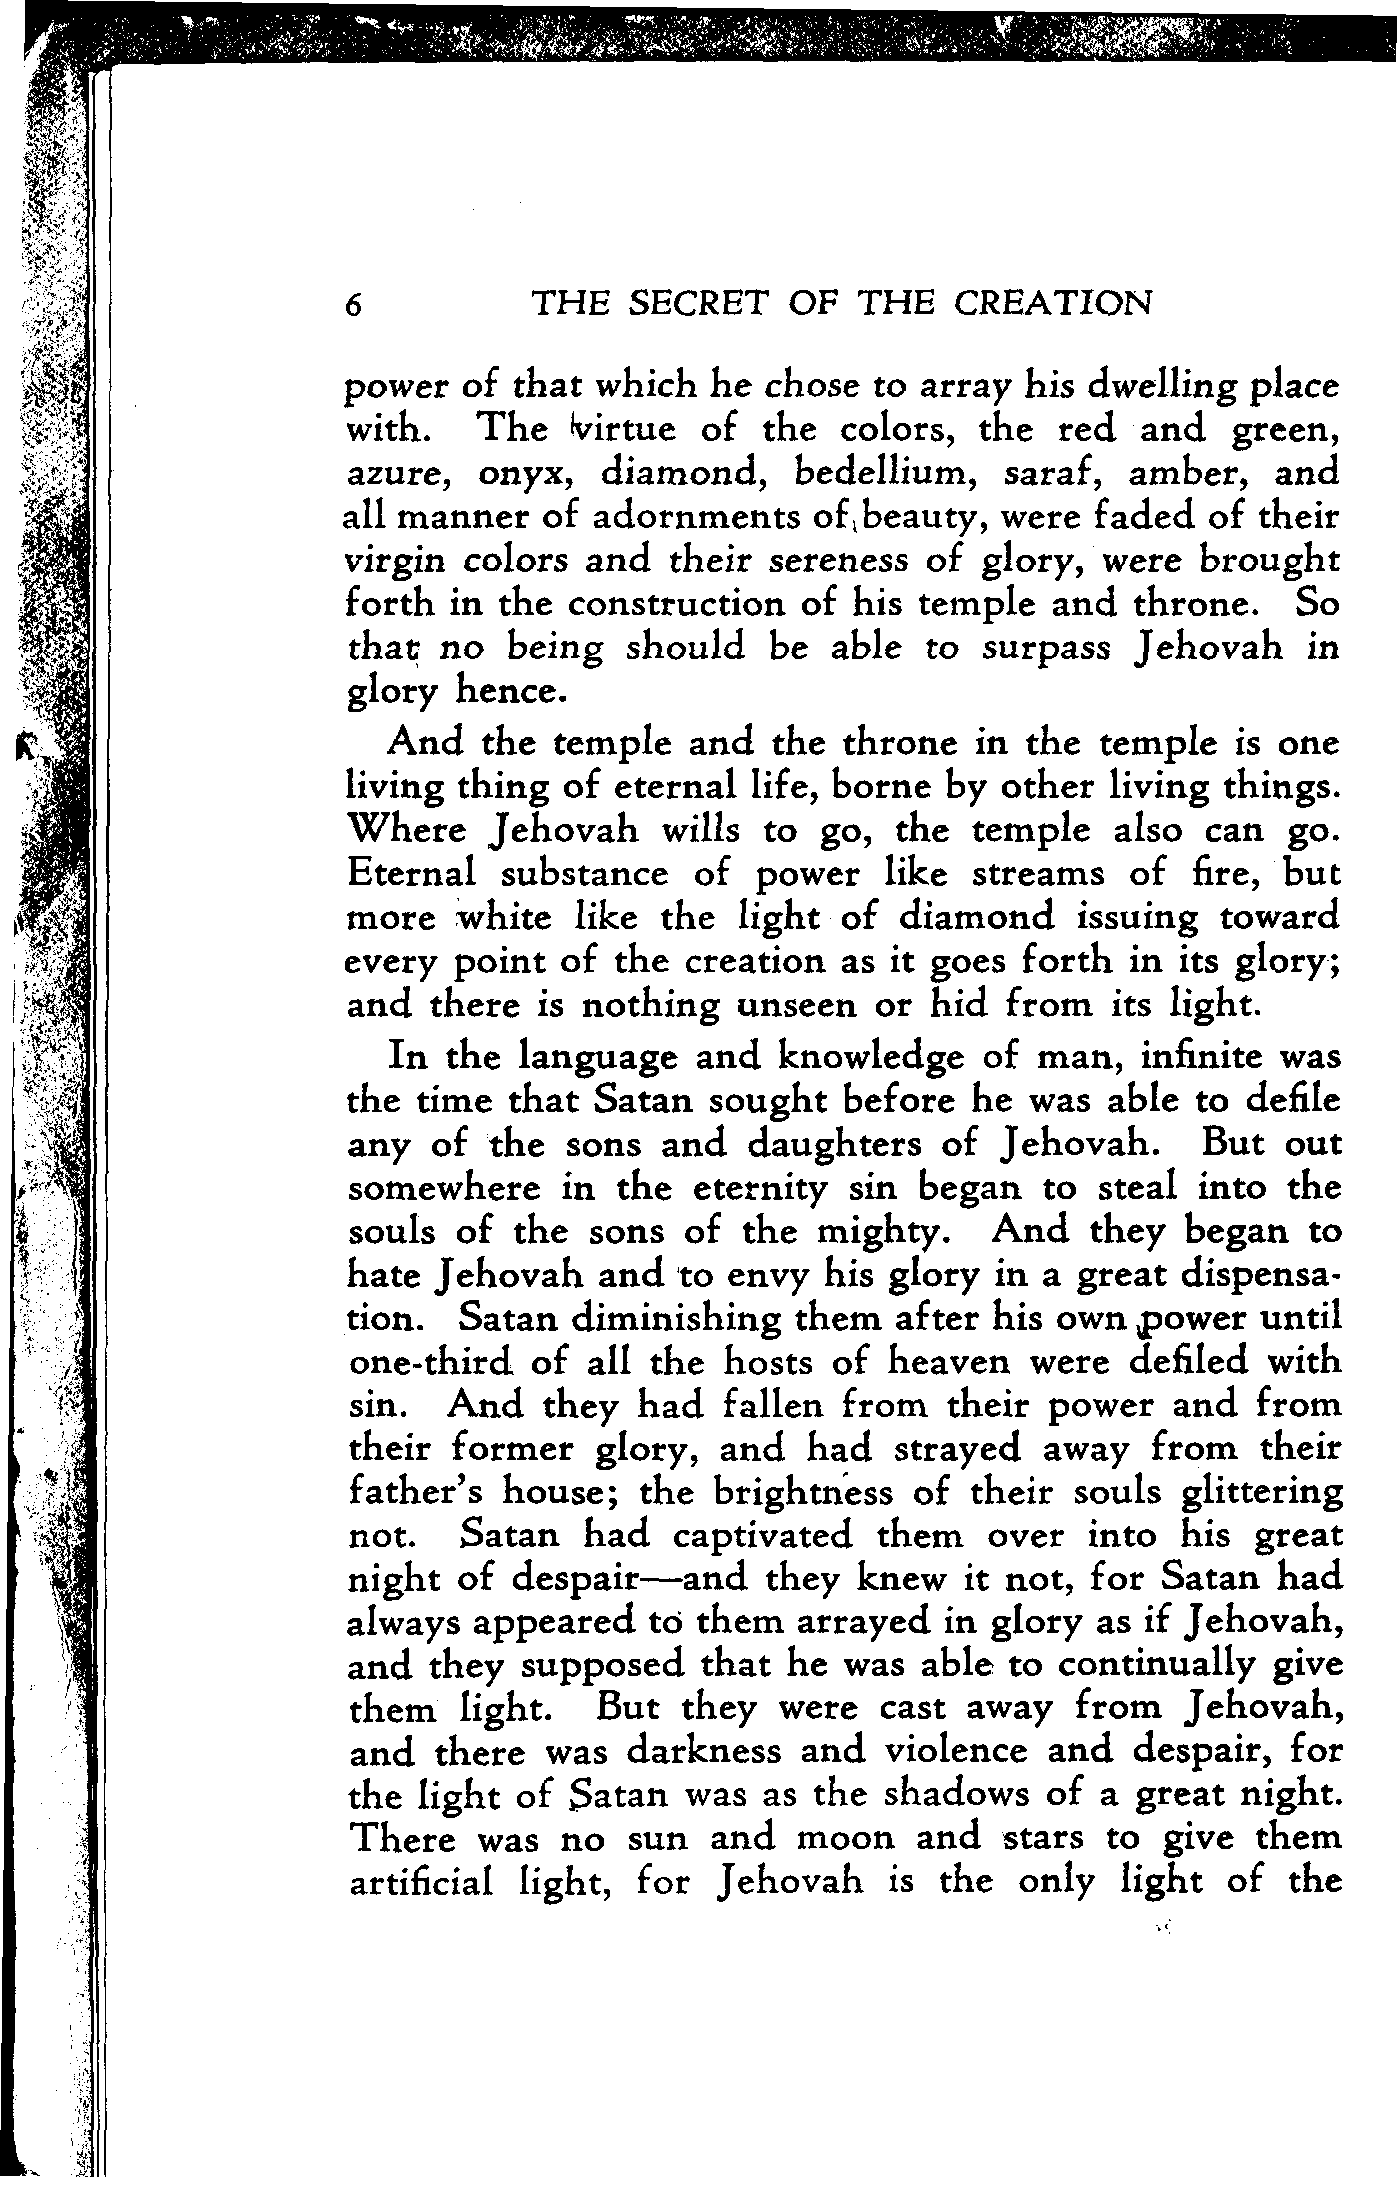 6 THE SECRET OF THE CREATION
power of that which he chose to array his dwelling place
with. The virtue of the colors, the red and green,
azure, onyx, diamond, bedellium, saraf, amber, and
all manner of adornments of beauty, were faded of their
virgin colors and their sereness of glory, were brought
forth in the construction of his temple and throne. So
that no being should be able to surpass Jehovah in
glory hence.
And the temple and the throne in the temple is one
living thing of eternal life, borne by other living things.
Where Jehovah wills to go, the temple also can go.
Eternal substance of power like streams of fire, but
more white like the light of diamond issuing toward
every point of the creation as it goes forth in its glory;
and there is nothing unseen or hid from its light.
In the language and knowledge of man, infinite was
the time that Satan sought before he was able to defile
any of the sons and daughters of Jehovah. But out
somewhere in the eternity sin began to steal into the
souls of the sons of the mighty. And they began to
hate Jehovah and to envy his glory in a great dispensa-
tion. Satan diminishing them after his own power until
one-third of all the hosts of heaven were defiled with
sin. And they had fallen from their power and from
their former glory, and had strayed away from their
father's house; the brightness of their souls glittering
not. Satan had captivated them over into his great
night of despair—and they knew it not, for Satan had
always appeared to them arrayed in glory as if Jehovah,
and they supposed that he was able to continually give
them light. But they were cast away from Jehovah,
and there was darkness and violence and despair, for
the light of Satan was as the shadows of a great night.
There was no sun and moon and stars to give them
artificial light, for Jehovah is the only light of the